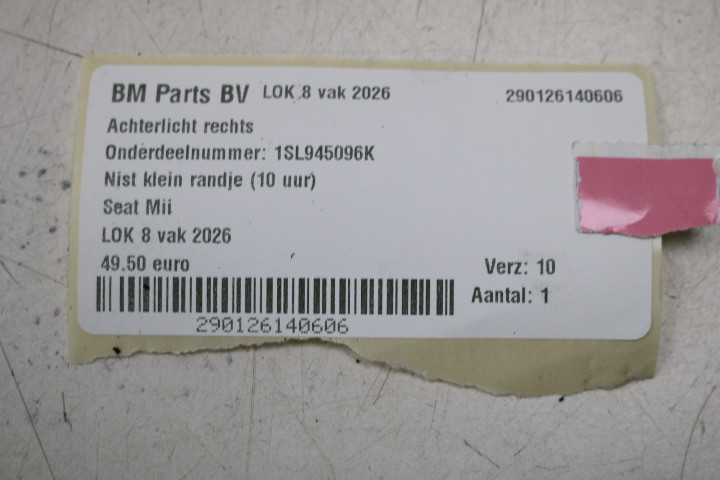 BM Parts BV LOK 8 vak 2026 290126140606
Achterlicht rechts
Onderdeelnummer: 1SL945096K
Nist klein randje (10 uur)
Seat Mii
LOK 8 vak 2026
49.50 euro Verz: 10
Aantal: 1
290126140606